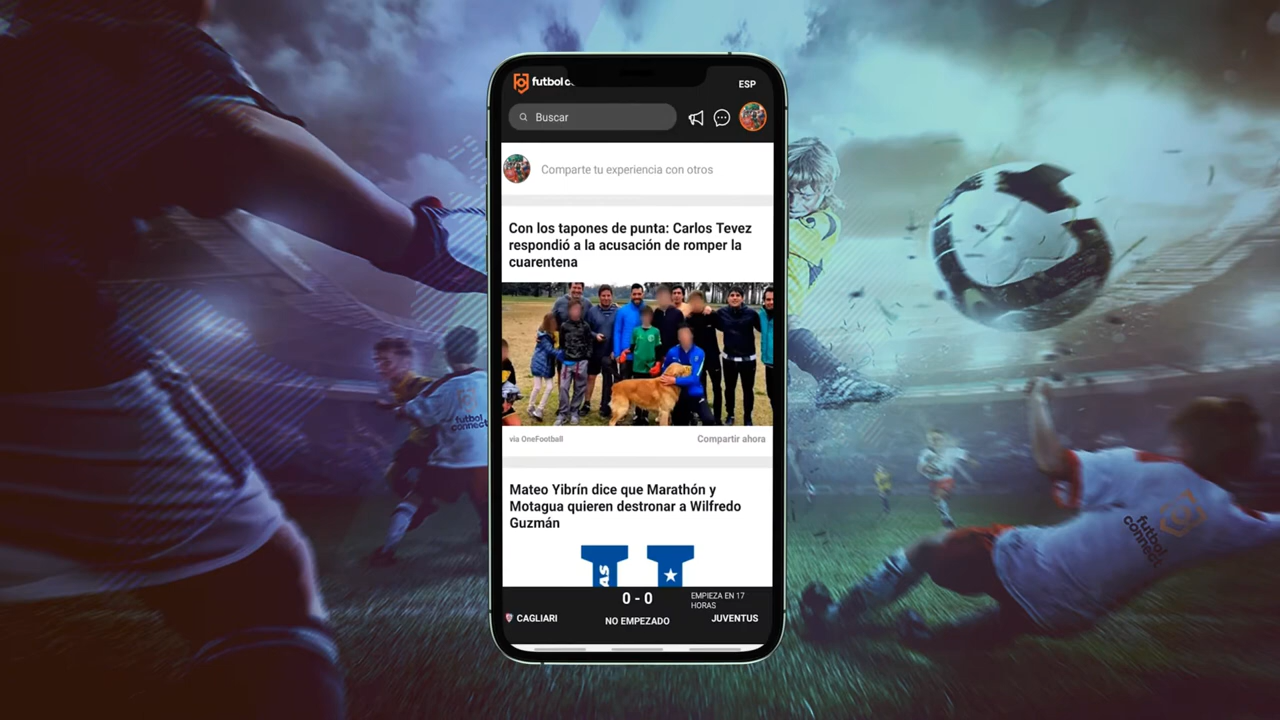 futbol
ESP
Buscar
Comparte tu experiencia con otros
Con los tapones de punta: Carlos Tevez
respondió a la acusación de romper la
cuarentena
via OneFootball
Compartir ahora
Mateo Yibrín dice que Marathón y
Motagua quieren destronar a Wilfredo
Guzmán
AS
0 - 0
EMPIEZA EN 17
HORAS
CAGLIARI
NO EMPEZADO
JUVENTUS
futbol
connect
futbol
connect